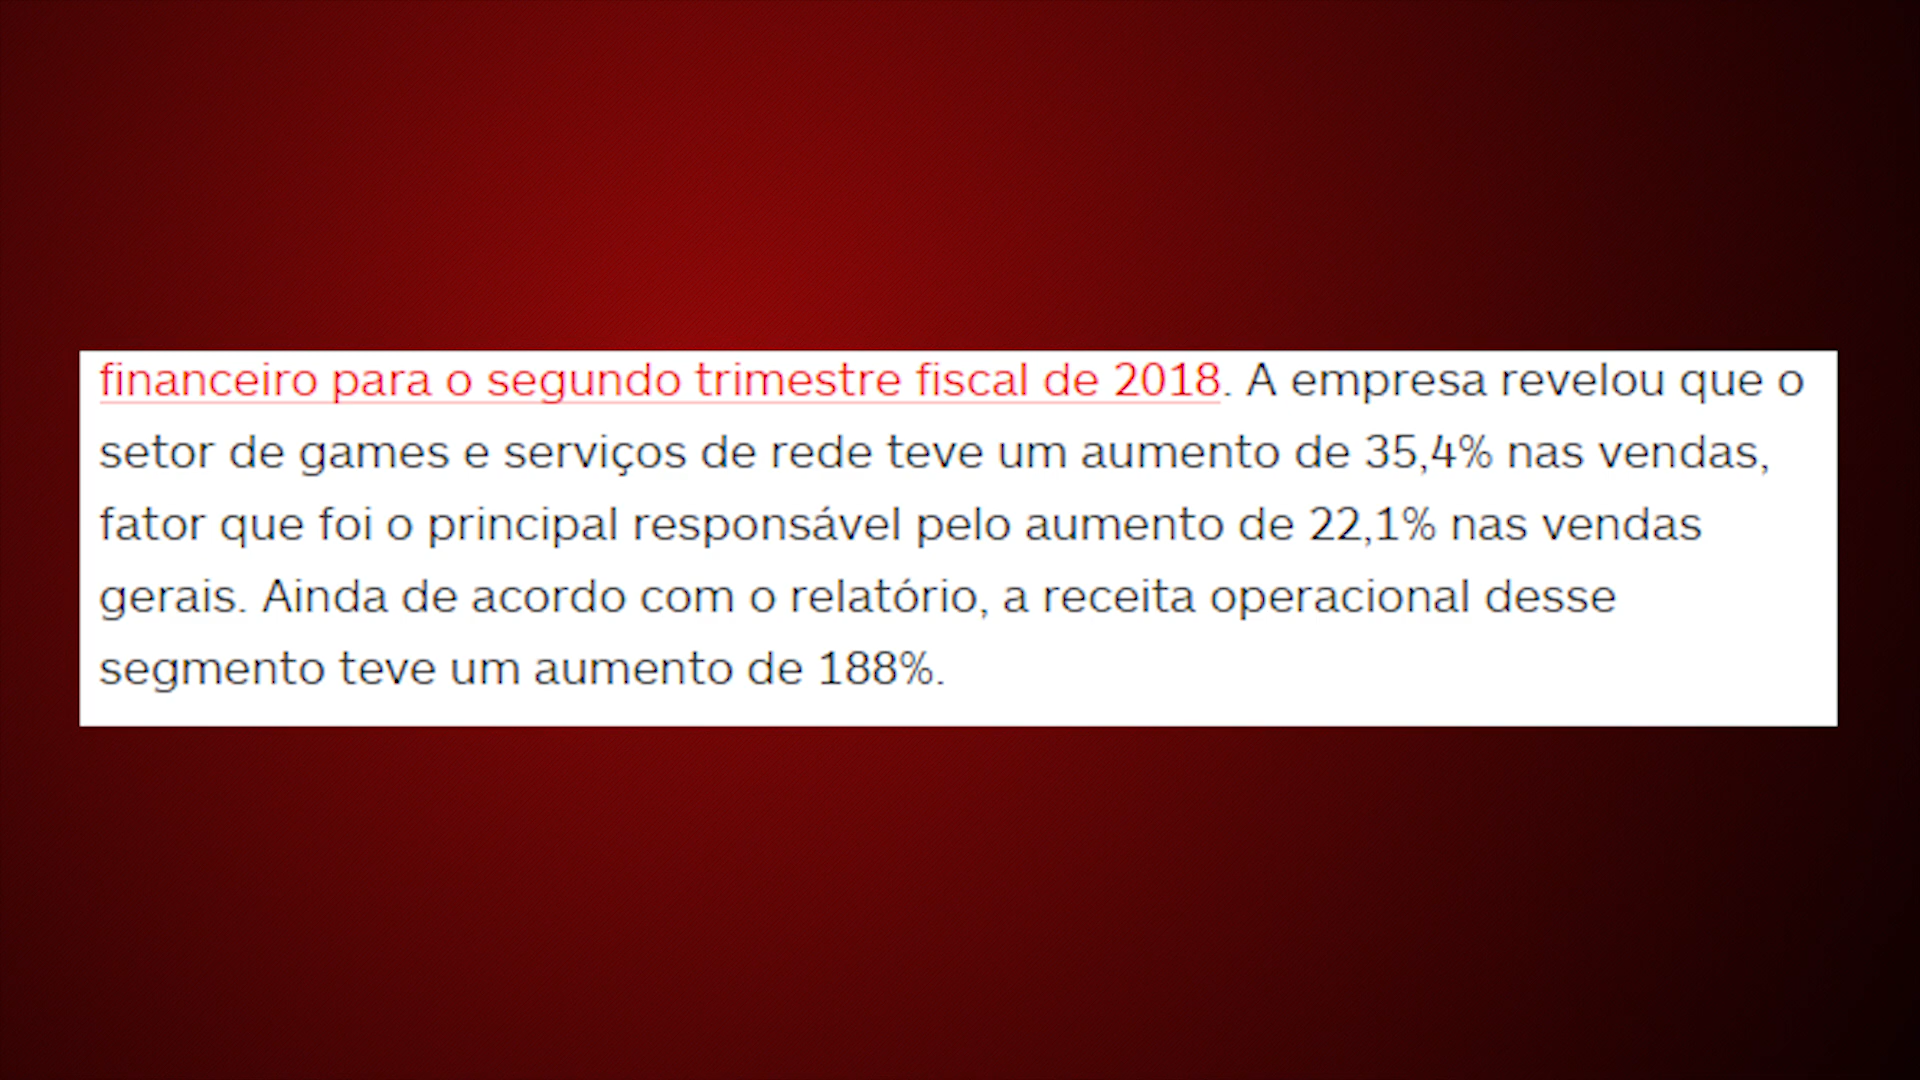 financeiro para o segundo trimestre fiscal de 2018. A empresa revelou que o
setor de games e serviços de rede teve um aumento de 35,4% nas vendas,
fator que foi o principal responsável pelo aumento de 22,1% nas vendas
gerais. Ainda de acordo com o relatório, a receita operacional desse
segmento teve um aumento de 188%.